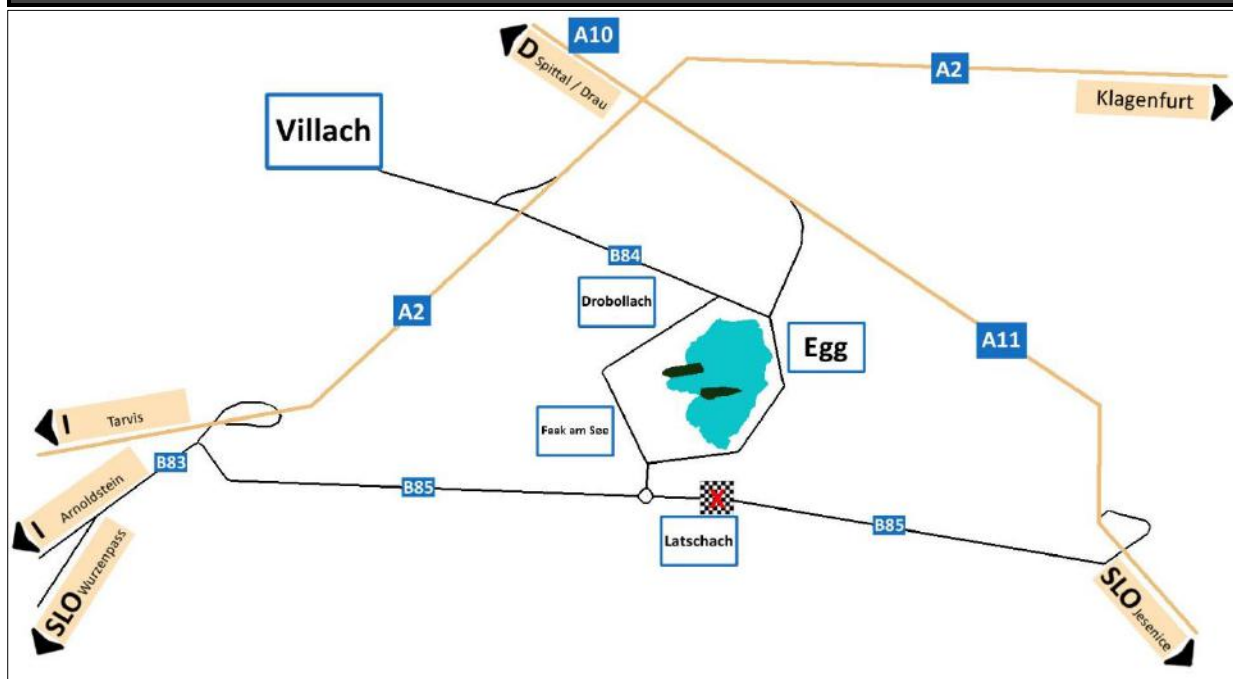 A10
D Spittal / Drau
A2
Klagenfurt
Villach
B84
Drobollach
A2
Egg
A11
I Tarvis
Faak am See
B83
B85
X
I Arnoldstein
Latschach
B85
SLO Wurzenpass
SLO Jesenice